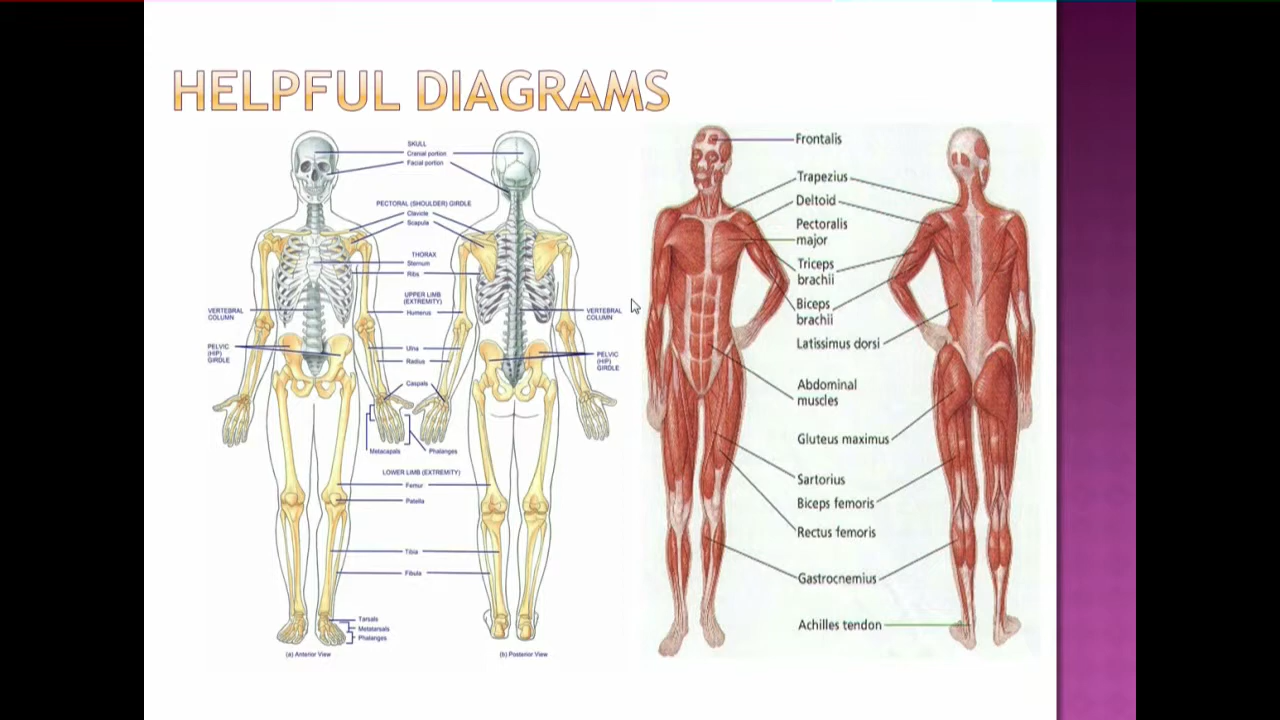 HELPFUL DIAGRAMS
SKULL
Cranial portion
Facial portion
PECTORAL (SHOULDER) GIRDLE
Clavicle
Scapula
THORAX
Sternum
Ribs
UPPER LIMB
(EXTREMITY)
Humerus
VERTEBRAL
COLUMN
VERTEBRAL
COLUMN
Ulna
Radius
PELVIC
(HIP)
GIRDLE
PELVIC
(HIP)
GIRDLE
Carpals
Metacapals
Phalanges
LOWER LIMB (EXTREMITY)
Femur
Patella
Tibia
Fibula
Tarsals
Metatarsals
Phalanges
(a) Anterior View
(b) Posterior View
Frontalis
Trapezius
Deltoid
Pectoralis
major
Triceps
brachii
Biceps
brachii
Latissimus dorsi
Abdominal
muscles
Gluteus maximus
Sartorius
Biceps femoris
Rectus femoris
Gastrocnemius
Achilles tendon